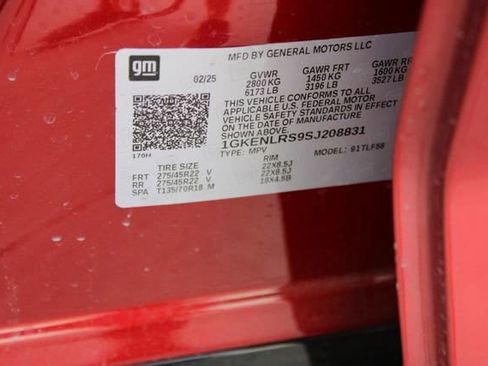 gm
MFD BY GENERAL MOTORS LLC
02/25 GVWR GAWR FRT GAWR RR
2800 KG 1450 KG 1600 KG
6173 LB 3196 LB 3527 LB
THIS VEHICLE CONFORMS TO ALL
APPLICABLE U.S. FEDERAL MOTOR
VEHICLE SAFETY STANDARDS IN
EFFECT ON THE DATE OF MANUFACTURE
SHOWN ABOVE.
1GKENLRS9SJ208831
170H TYPE: MPV MODEL: 91TLF56
TIRE SIZE RIM
FRT 275/45R22 V 22X8.5J
RR 275/45R22 V 22X8.5J
SPA T135/70R18 M 18X4.5B